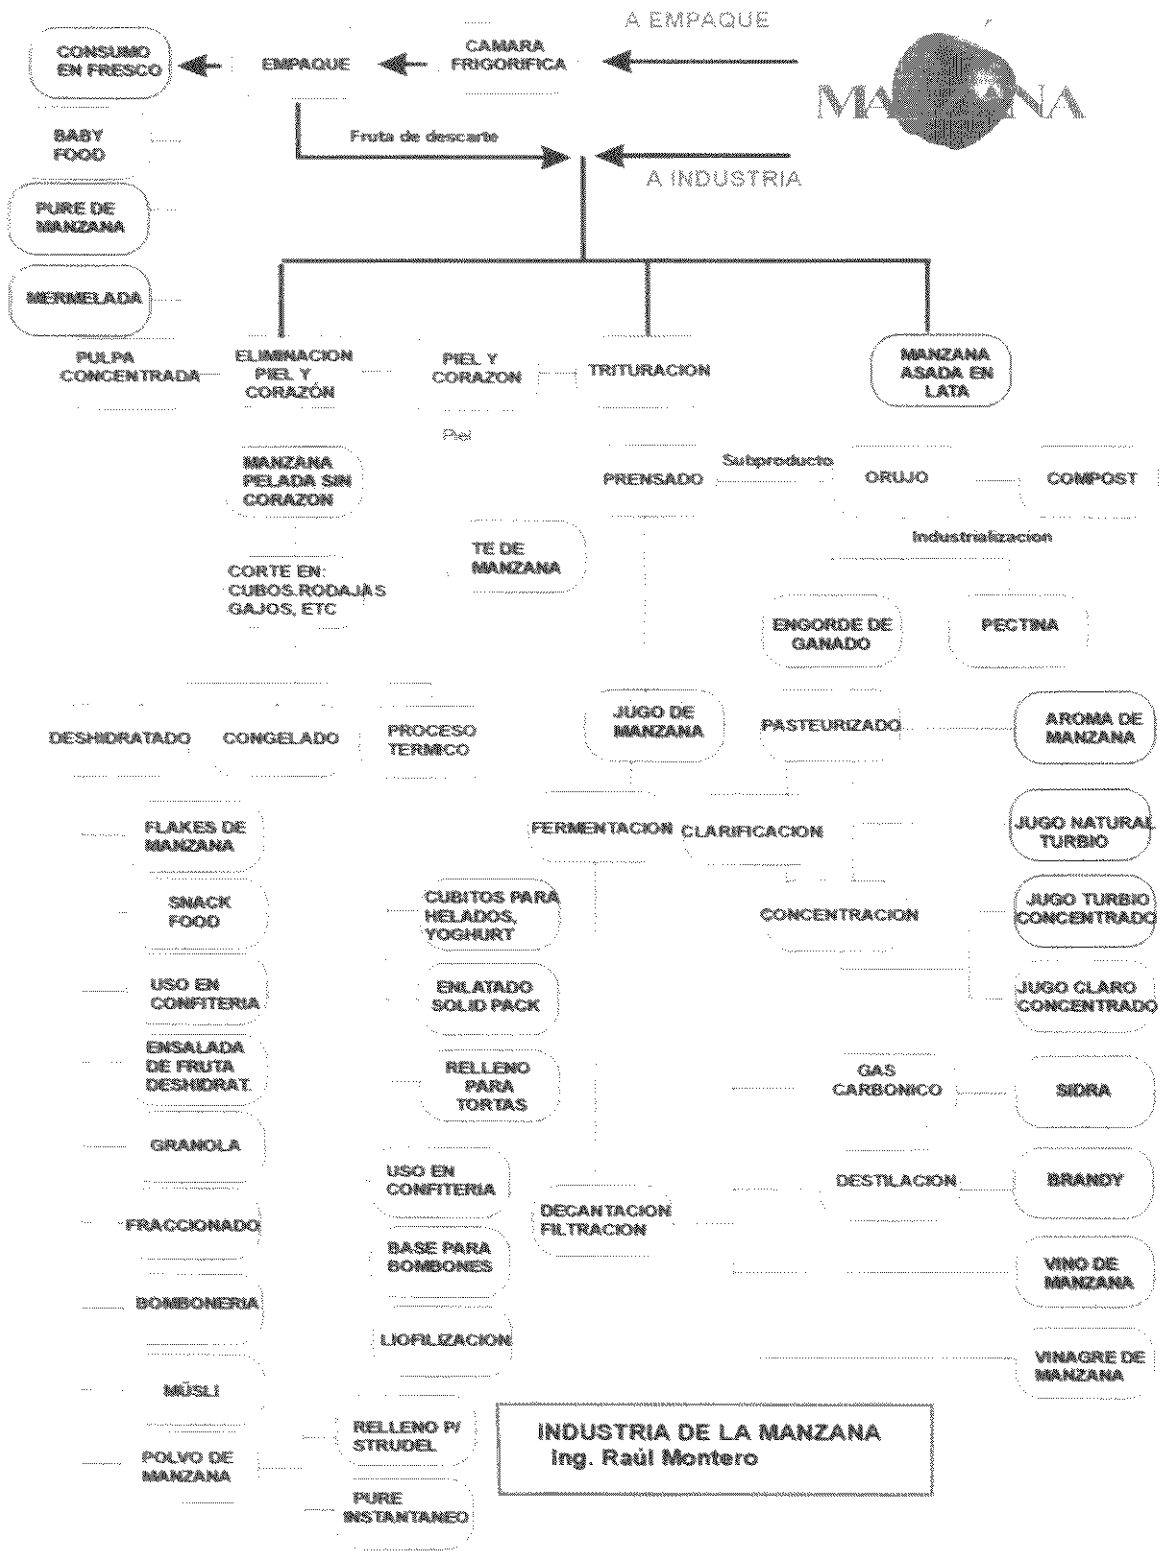 A EMPAQUE
MANZANA
CONSUMO
EN FRESCO
EMPAQUE
CAMARA
FRIGORIFICA
Fruta de descarte
A INDUSTRIA
BABY
FOOD
PURE DE
MANZANA
MERMELADA
PULPA
CONCENTRADA
ELIMINACION
PIEL Y
CORAZÓN
PIEL Y
CORAZON
TRITURACION
MANZANA
ASADA EN
LATA
Piel
MANZANA
PELADA SIN
CORAZON
PRENSADO
Subproducto
ORUJO
COMPOST
Industrializacion
TE DE
MANZANA
CORTE EN:
CUBOS.RODAJAS
GAJOS, ETC
ENGORDE DE
GANADO
PECTINA
DESHIDRATADO
CONGELADO
PROCESO
TERMICO
JUGO DE
MANZANA
PASTEURIZADO
AROMA DE
MANZANA
FLAKES DE
MANZANA
FERMENTACION
CLARIFICACION
JUGO NATURAL
TURBIO
SNACK
FOOD
CUBITOS PARA
HELADOS,
YOGHURT
CONCENTRACION
JUGO TURBIO
CONCENTRADO
USO EN
CONFITERIA
ENLATADO
SOLID PACK
JUGO CLARO
CONCENTRADO
ENSALADA
DE FRUTA
DESHIDRAT.
RELLENO
PARA
TORTAS
GAS
CARBONICO
SIDRA
GRANOLA
USO EN
CONFITERIA
DESTILACION
BRANDY
FRACCIONADO
DECANTACION
FILTRACION
BASE PARA
BOMBONES
VINO DE
MANZANA
BOMBONERIA
LIOFILIZACION
VINAGRE DE
MANZANA
MÜSLI
RELLENO P/
STRUDEL
POLVO DE
MANZANA
PURE
INSTANTANEO
INDUSTRIA DE LA MANZANA
Ing. Raúl Montero